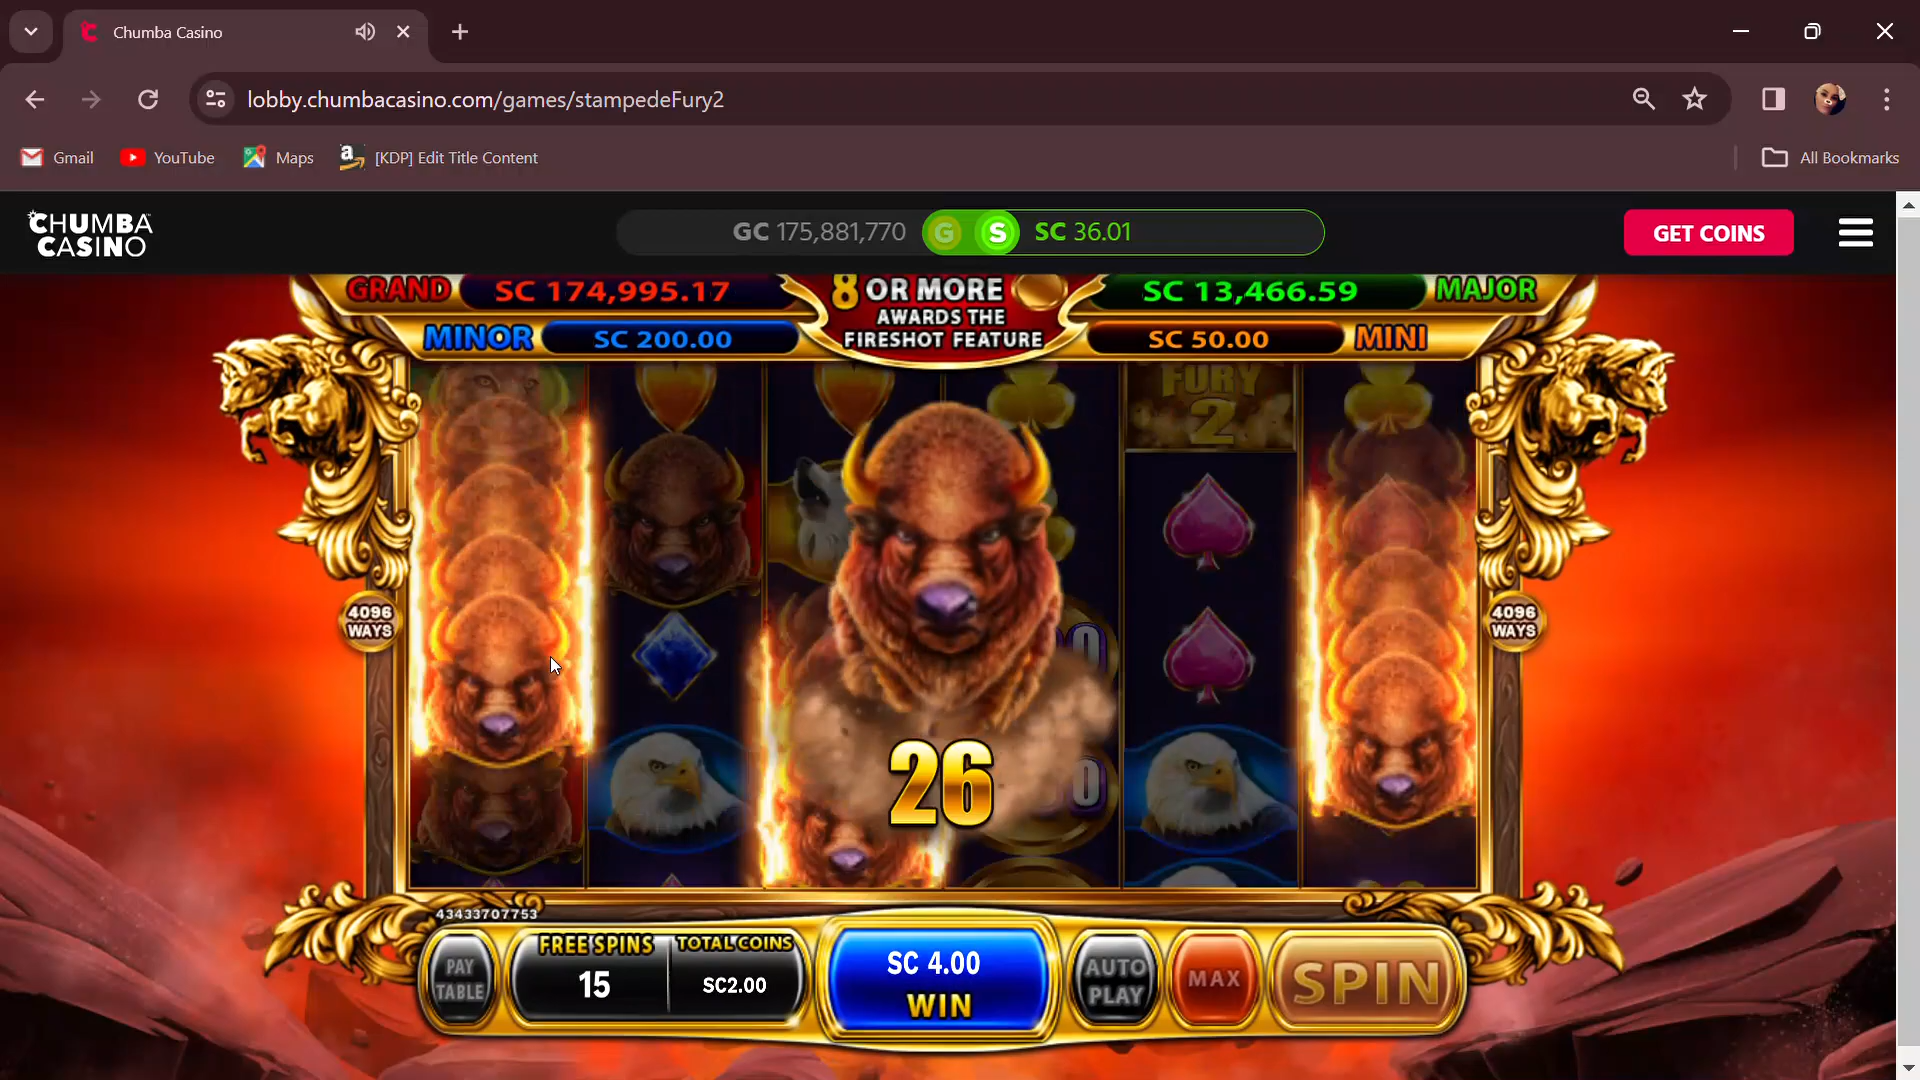 Chumba Casino
lobby.chumbacasino.com/games/stampedeFury2
Gmail
YouTube
Maps
[KDP] Edit Title Content
All Bookmarks
CHUMBA
CASINO
GC 175,881,770
G
S
SC 36.01
GET COINS
GRAND
SC 174,995.17
8 OR MORE
AWARDS THE
FIRESHOT FEATURE
SC 13,466.59
MAJOR
MINOR
SC 200.00
SC 50.00
MINI
FURY
2
4096
WAYS
4096
WAYS
26
43433707753
PAY
TABLE
FREE SPINS
15
TOTAL COINS
SC2.00
SC 4.00
WIN
AUTO
PLAY
MAX
SPIN